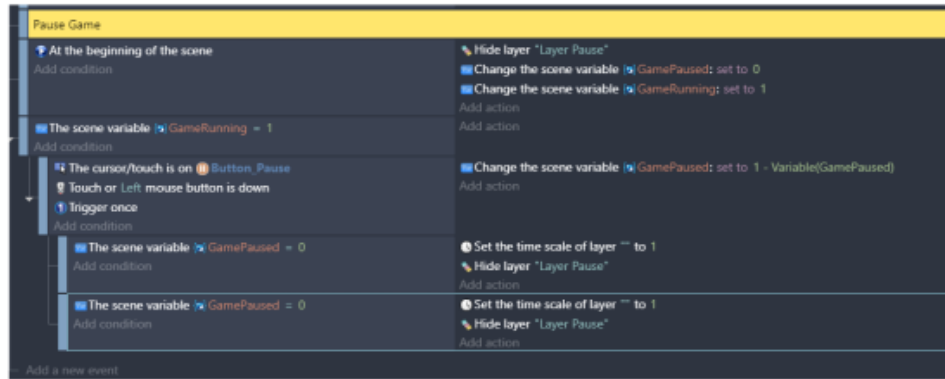 Pause Game
At the beginning of the scene
Add condition
Hide layer "Layer Pause"
Change the scene variable GamePaused: set to 0
Change the scene variable GameRunning: set to 1
Add action
The scene variable GameRunning = 1
Add condition
Add action
The cursor/touch is on Button_Pause
Touch or Left mouse button is down
Trigger once
Add condition
Change the scene variable GamePaused: set to 1 - Variable(GamePaused)
Add action
The scene variable GamePaused = 0
Add condition
Set the time scale of layer "" to 1
Hide layer "Layer Pause"
Add action
The scene variable GamePaused = 0
Add condition
Set the time scale of layer "" to 1
Hide layer "Layer Pause"
Add action
Add a new event